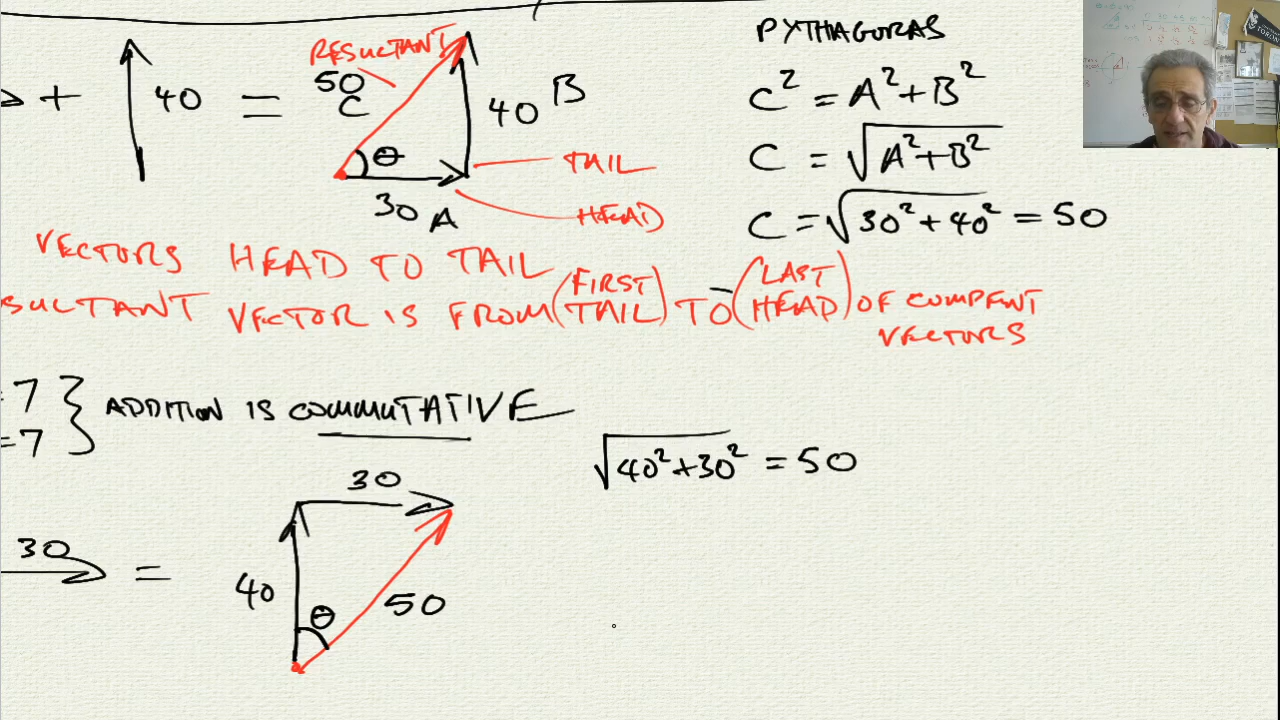 PYTHAGORAS
RESULTANT
+ 40 = 50 C θ 40 B
30 A
TAIL
HEAD
C² = A² + B²
C = √A² + B²
C = √30² + 40² = 50
VECTORS HEAD TO TAIL
SULTANT VECTOR IS FROM (FIRST TAIL) TO (LAST HEAD) OF COMPENT VECTORS
= 7
= 7 } ADDITION IS COMMUTATIVE
√40² + 30² = 50
30
30 = 40 θ 50